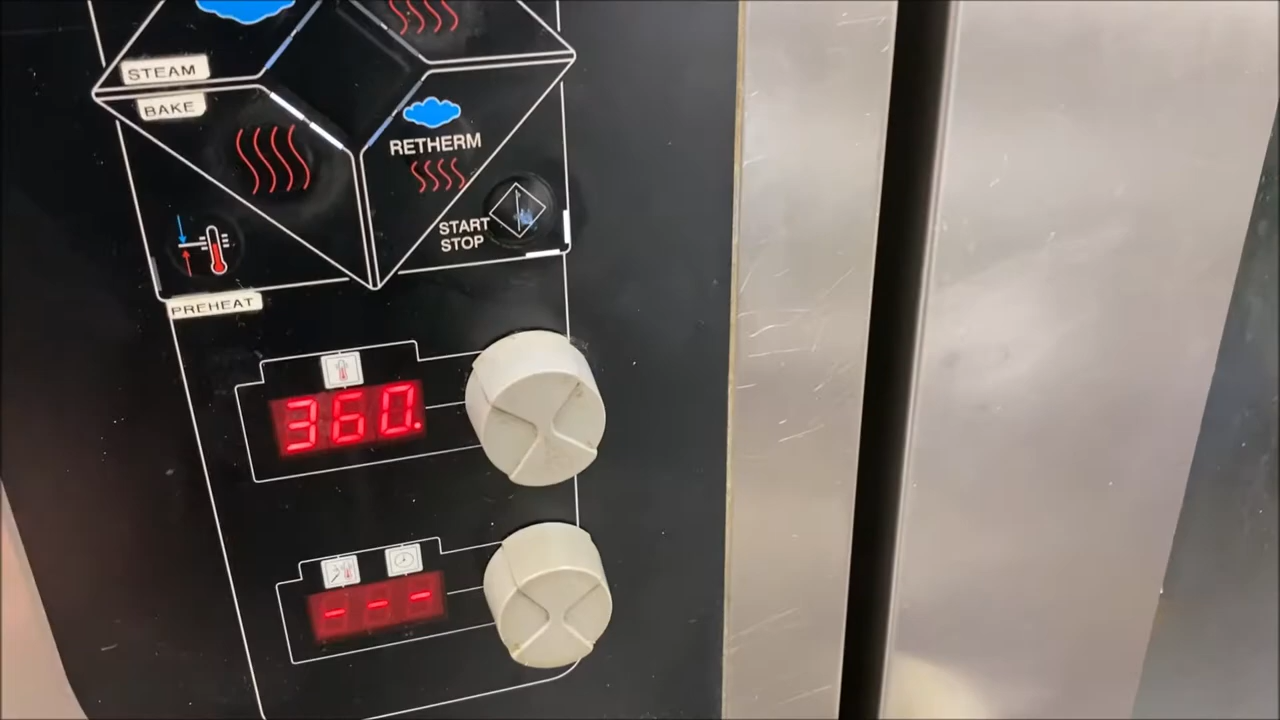 STEAM
BAKE
RETHERM
START
STOP
PREHEAT
360.
---